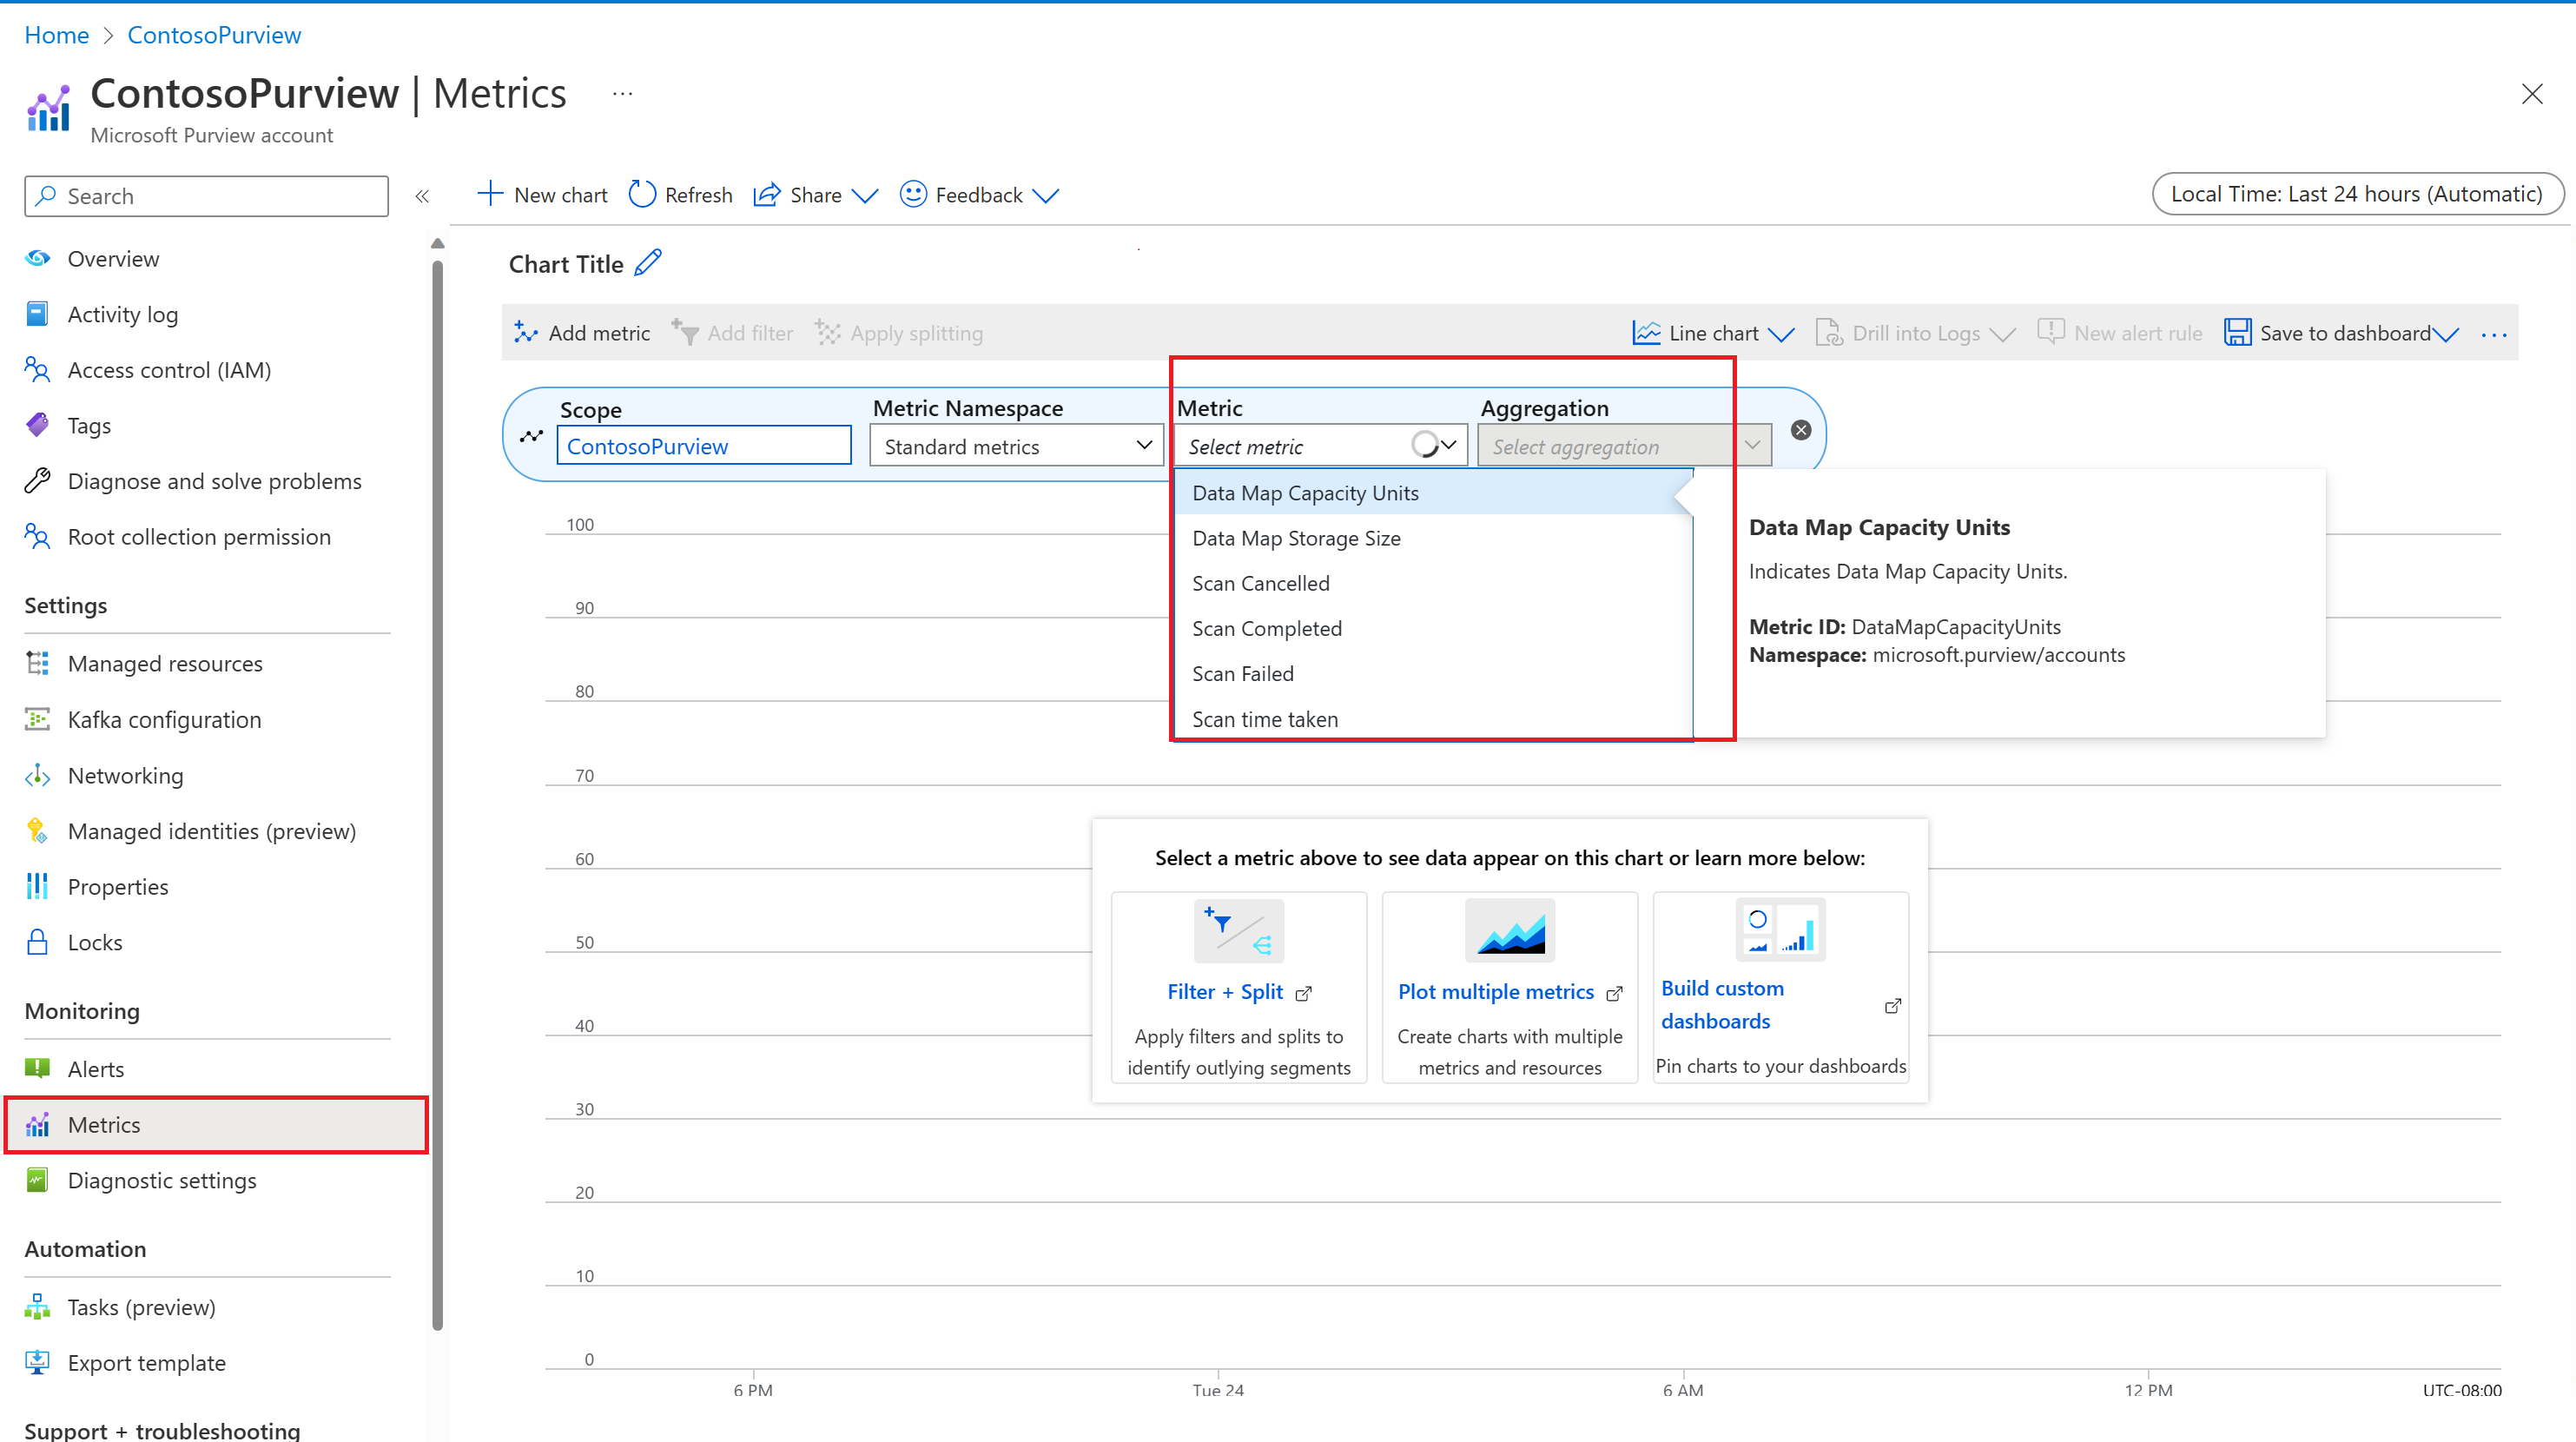 Home > ContosoPurview
ContosoPurview | Metrics ...
Microsoft Purview account
Search
«
Overview
Activity log
Access control (IAM)
Tags
Diagnose and solve problems
Root collection permission
Settings
Managed resources
Kafka configuration
Networking
Managed identities (preview)
Properties
Locks
Monitoring
Alerts
Metrics
Diagnostic settings
Automation
Tasks (preview)
Export template
Support + troubleshooting
New chart Refresh Share Feedback
Local Time: Last 24 hours (Automatic)
Chart Title
Add metric Add filter Apply splitting
Line chart Drill into Logs New alert rule Save to dashboard ...
Scope
ContosoPurview
Metric Namespace
Standard metrics
Metric
Select metric
Aggregation
Select aggregation
Data Map Capacity Units
Data Map Storage Size
Scan Cancelled
Scan Completed
Scan Failed
Scan time taken
Data Map Capacity Units
Indicates Data Map Capacity Units.
Metric ID: DataMapCapacityUnits
Namespace: microsoft.purview/accounts
100
90
80
70
60
50
40
30
20
10
0
Select a metric above to see data appear on this chart or learn more below:
Filter + Split
Apply filters and splits to
identify outlying segments
Plot multiple metrics
Create charts with multiple
metrics and resources
Build custom
dashboards
Pin charts to your dashboards
6 PM Tue 24 6 AM 12 PM UTC-08:00